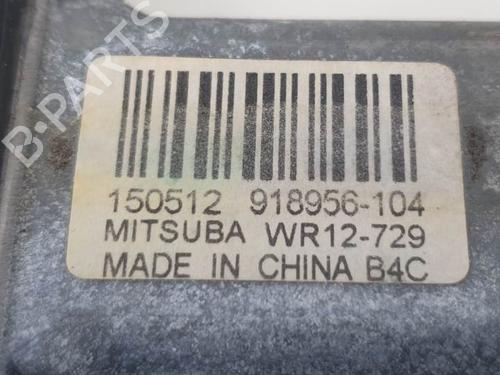 B-PARTS
150512 918956-104
MITSUBA WR12-729
MADE IN CHINA B4C